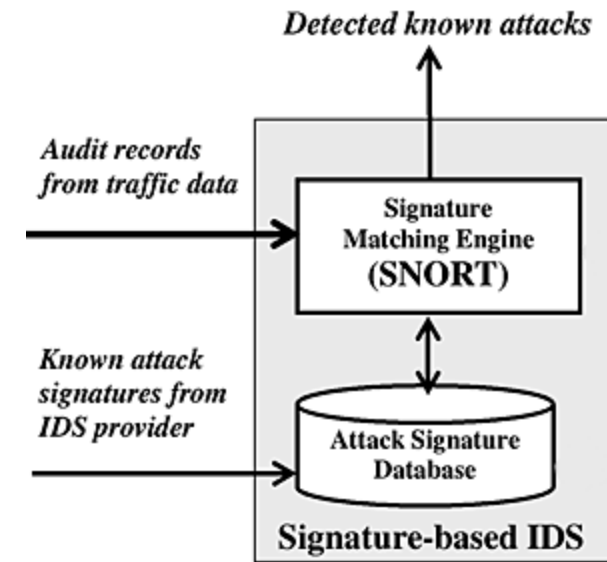 Detected known attacks
Audit records
from traffic data
Signature
Matching Engine
(SNORT)
Known attack
signatures from
IDS provider
Attack Signature
Database
Signature-based IDS